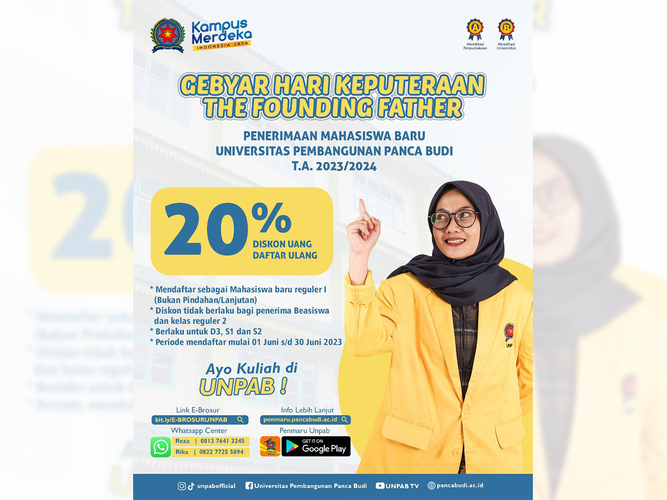 Kampus
Merdeka
INDONESIA JAYA
A
B
Akreditasi
Perpustakaan
Akreditasi
Universitas
GEBYAR HARI KEPUTERAAN
THE FOUNDING FATHER
PENERIMAAN MAHASISWA BARU
UNIVERSITAS PEMBANGUNAN PANCA BUDI
T.A. 2023/2024
20%
DISKON UANG
DAFTAR ULANG
* Mendaftar sebagai Mahasiswa baru reguler I
(Bukan Pindahan/Lanjutan)
* Diskon tidak berlaku bagi penerima Beasiswa
dan kelas reguler 2
* Berlaku untuk D3, S1 dan S2
* Periode mendaftar mulai 01 Juni s/d 30 Juni 2023
Ayo Kuliah di
UNPAB !
Link E-Brosur
bit.ly/E-BROSURUNPAB
Info Lebih Lanjut
penmaru.pancabudi.ac.id
Whatsapp Center
Reza | 0813 7641 3245
Rika | 0822 7725 5894
Penmaru Unpab
GET IT ON
Google Play
unpabofficial
Universitas Pembangunan Panca Budi
UNPAB TV
pancabudi.ac.id